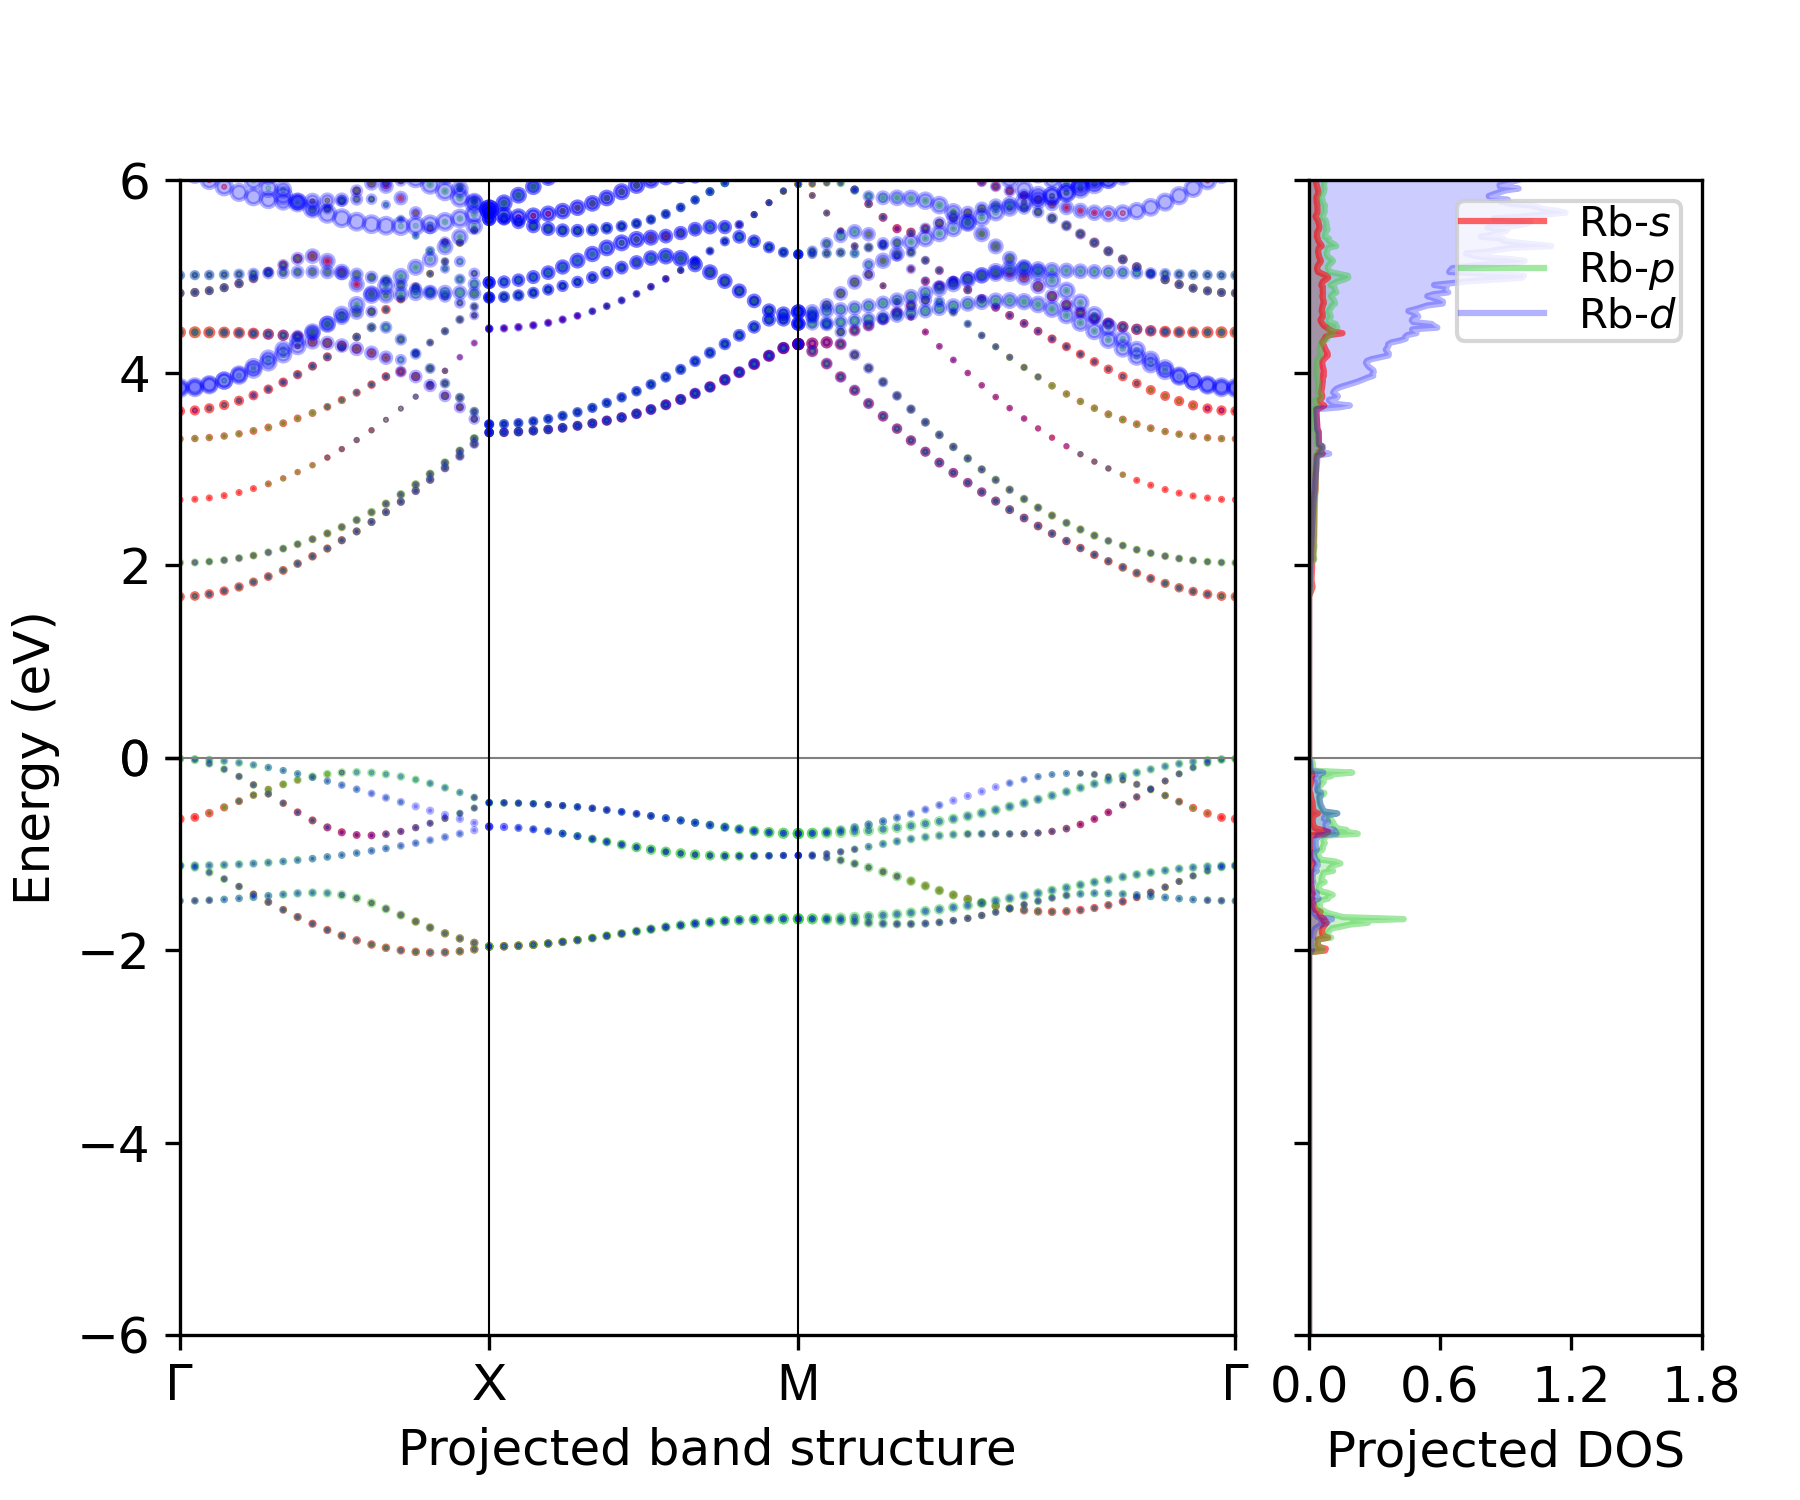 6
4
2
0
−2
−4
−6
Energy (eV)
Γ X M Γ
Projected band structure
Rb-s
Rb-p
Rb-d
0.0 0.6 1.2 1.8
Projected DOS